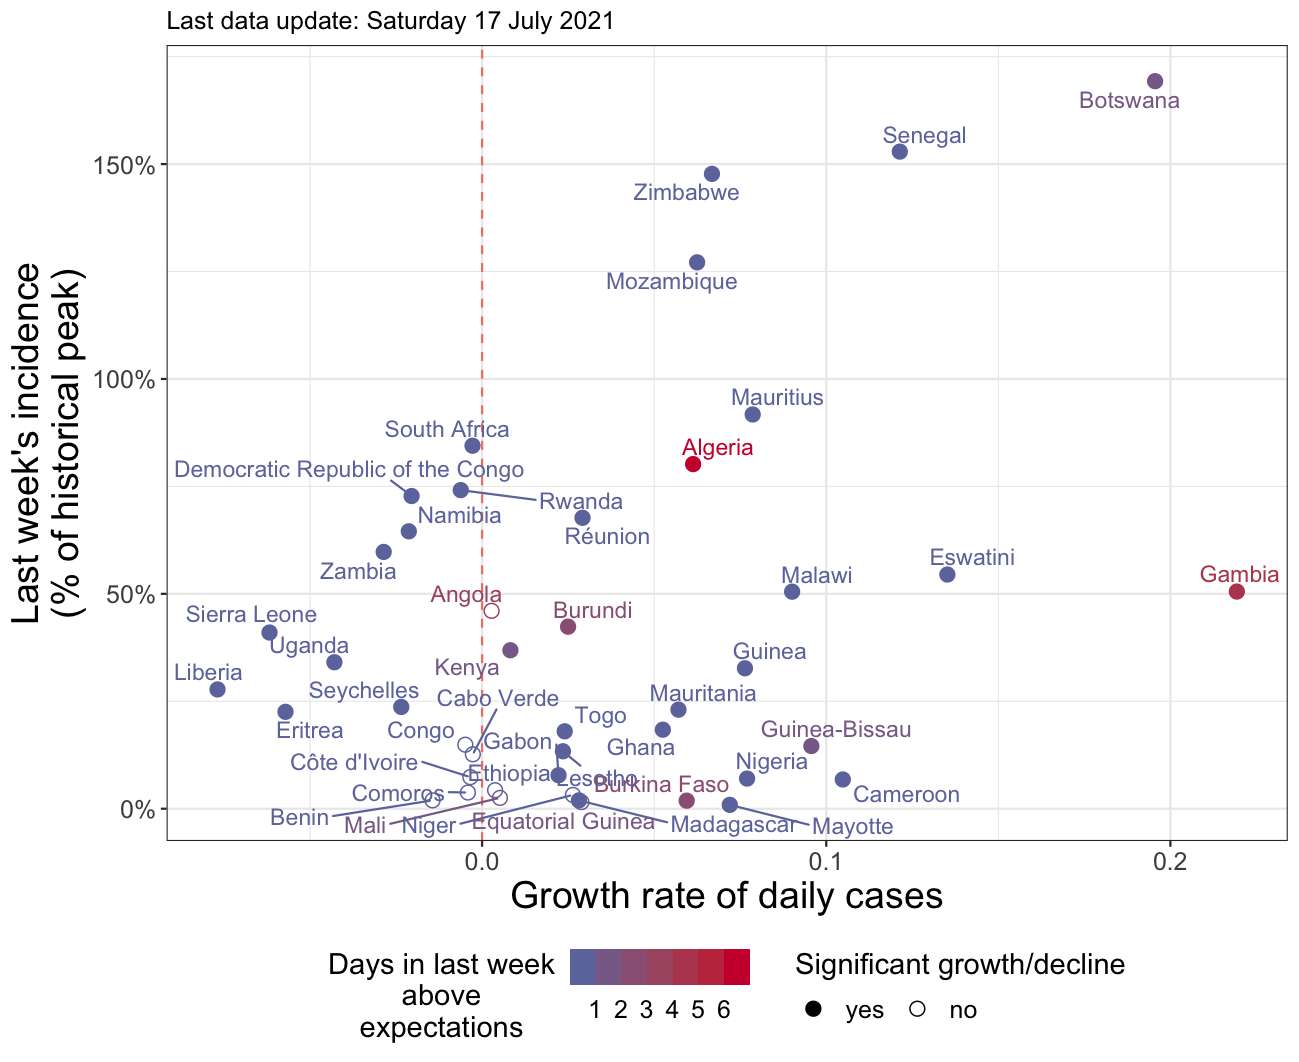 Last data update: Saturday 17 July 2021
Last week's incidence
(% of historical peak)
150%
100%
50%
0%
Botswana
Senegal
Zimbabwe
Mozambique
Mauritius
South Africa
Algeria
Democratic Republic of the Congo
Rwanda
Namibia
Réunion
Zambia
Eswatini
Malawi
Gambia
Angola
Sierra Leone
Burundi
Uganda
Guinea
Kenya
Liberia
Seychelles
Mauritania
Cabo Verde
Togo
Eritrea
Congo
Gabon
Ghana
Guinea-Bissau
Côte d'Ivoire
Nigeria
Ethiopia
Lesotho
Burkina Faso
Comoros
Cameroon
Benin
Mali
Niger
Equatorial Guinea
Madagascar
Mayotte
0.0
0.1
0.2
Growth rate of daily cases
Days in last week
above
expectations
1 2 3 4 5 6
Significant growth/decline
yes
no